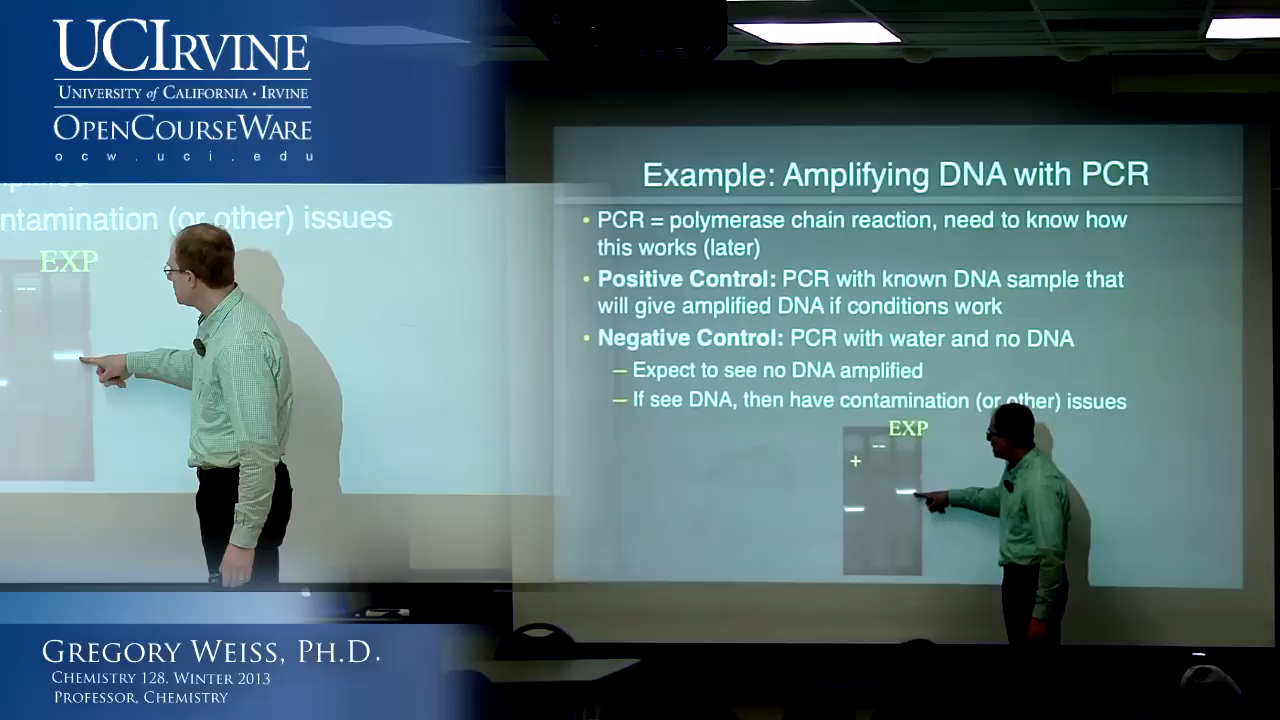 UCIRVINE
UNIVERSITY of CALIFORNIA • IRVINE
OPENCOURSEWARE
ocw.uci.edu
ntamination (or other) issues
EXP
--
Example: Amplifying DNA with PCR
• PCR = polymerase chain reaction, need to know how
this works (later)
• Positive Control: PCR with known DNA sample that
will give amplified DNA if conditions work
• Negative Control: PCR with water and no DNA
– Expect to see no DNA amplified
– If see DNA, then have contamination (or other) issues
EXP
--
+
GREGORY WEISS, PH.D.
CHEMISTRY 128. WINTER 2013
PROFESSOR, CHEMISTRY